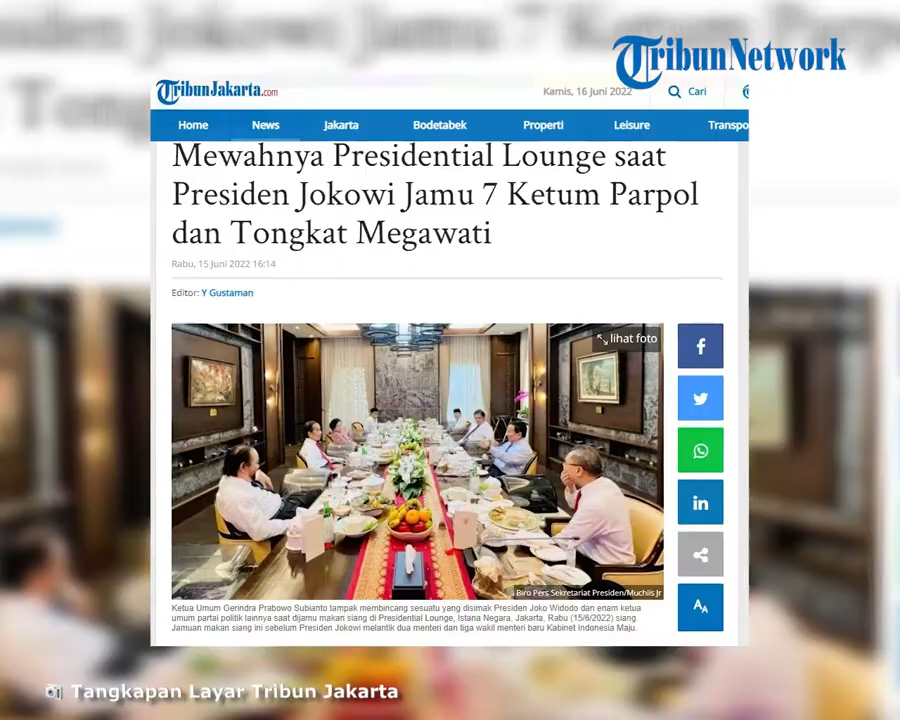 TribunNetwork
TribunJakarta.com
Kamis, 16 Juni 2022
Cari
Home News Jakarta Bodetabek Properti Leisure Transpo
Mewahnya Presidential Lounge saat
Presiden Jokowi Jamu 7 Ketum Parpol
dan Tongkat Megawati
Rabu, 15 Juni 2022 16:14
Editor: Y Gustaman
lihat foto
Biro Pers Sekretariat Presiden/Muchlis Jr
Ketua Umum Gerindra Prabowo Subianto tampak membincang sesuatu yang disimak Presiden Joko Widodo dan enam ketua
umum partai politik lainnya saat dijamu makan siang di Presidential Lounge, Istana Negara, Jakarta, Rabu (15/6/2022) siang.
Jamuan makan siang ini sebelum Presiden Jokowi melantik dua menteri dan tiga wakil menteri baru Kabinet Indonesia Maju.
AA
Tangkapan Layar Tribun Jakarta